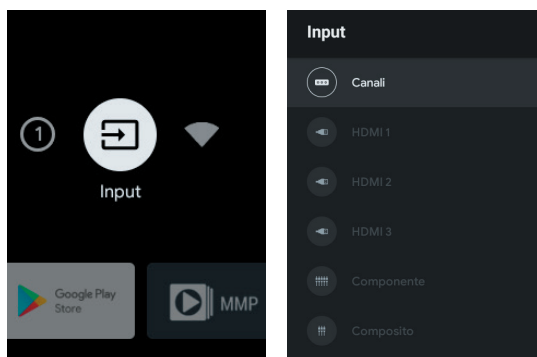 1
Input
Google Play
Store
MMP
Input
Canali
HDMI 1
HDMI 2
HDMI 3
Componente
Composito